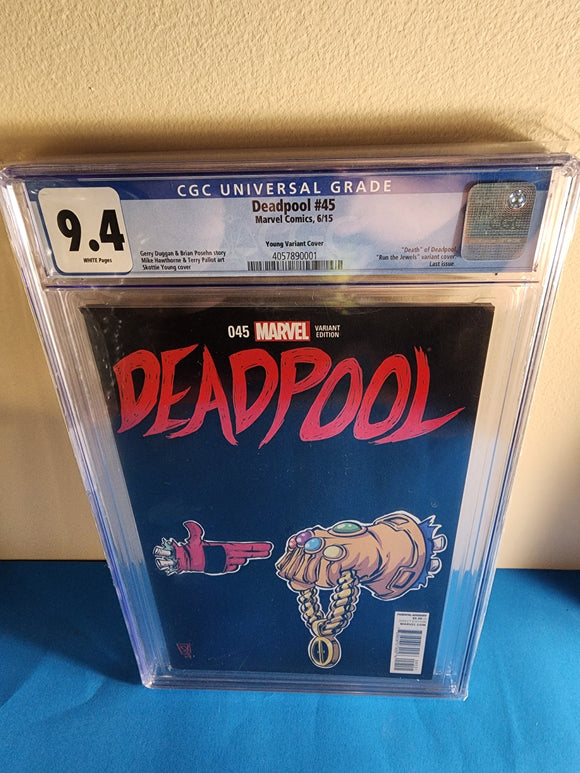 CGC UNIVERSAL GRADE
9.4
WHITE Pages
Deadpool #45
Marvel Comics, 6/15
Young Variant Cover
Gerry Duggan & Brian Posehn story
Mike Hawthorne & Terry Pallot art
Skottie Young cover
4057890001
"Death" of Deadpool
"Run the Jewels" variant cover
Last issue
045 MARVEL VARIANT
EDITION
DEADPOOL